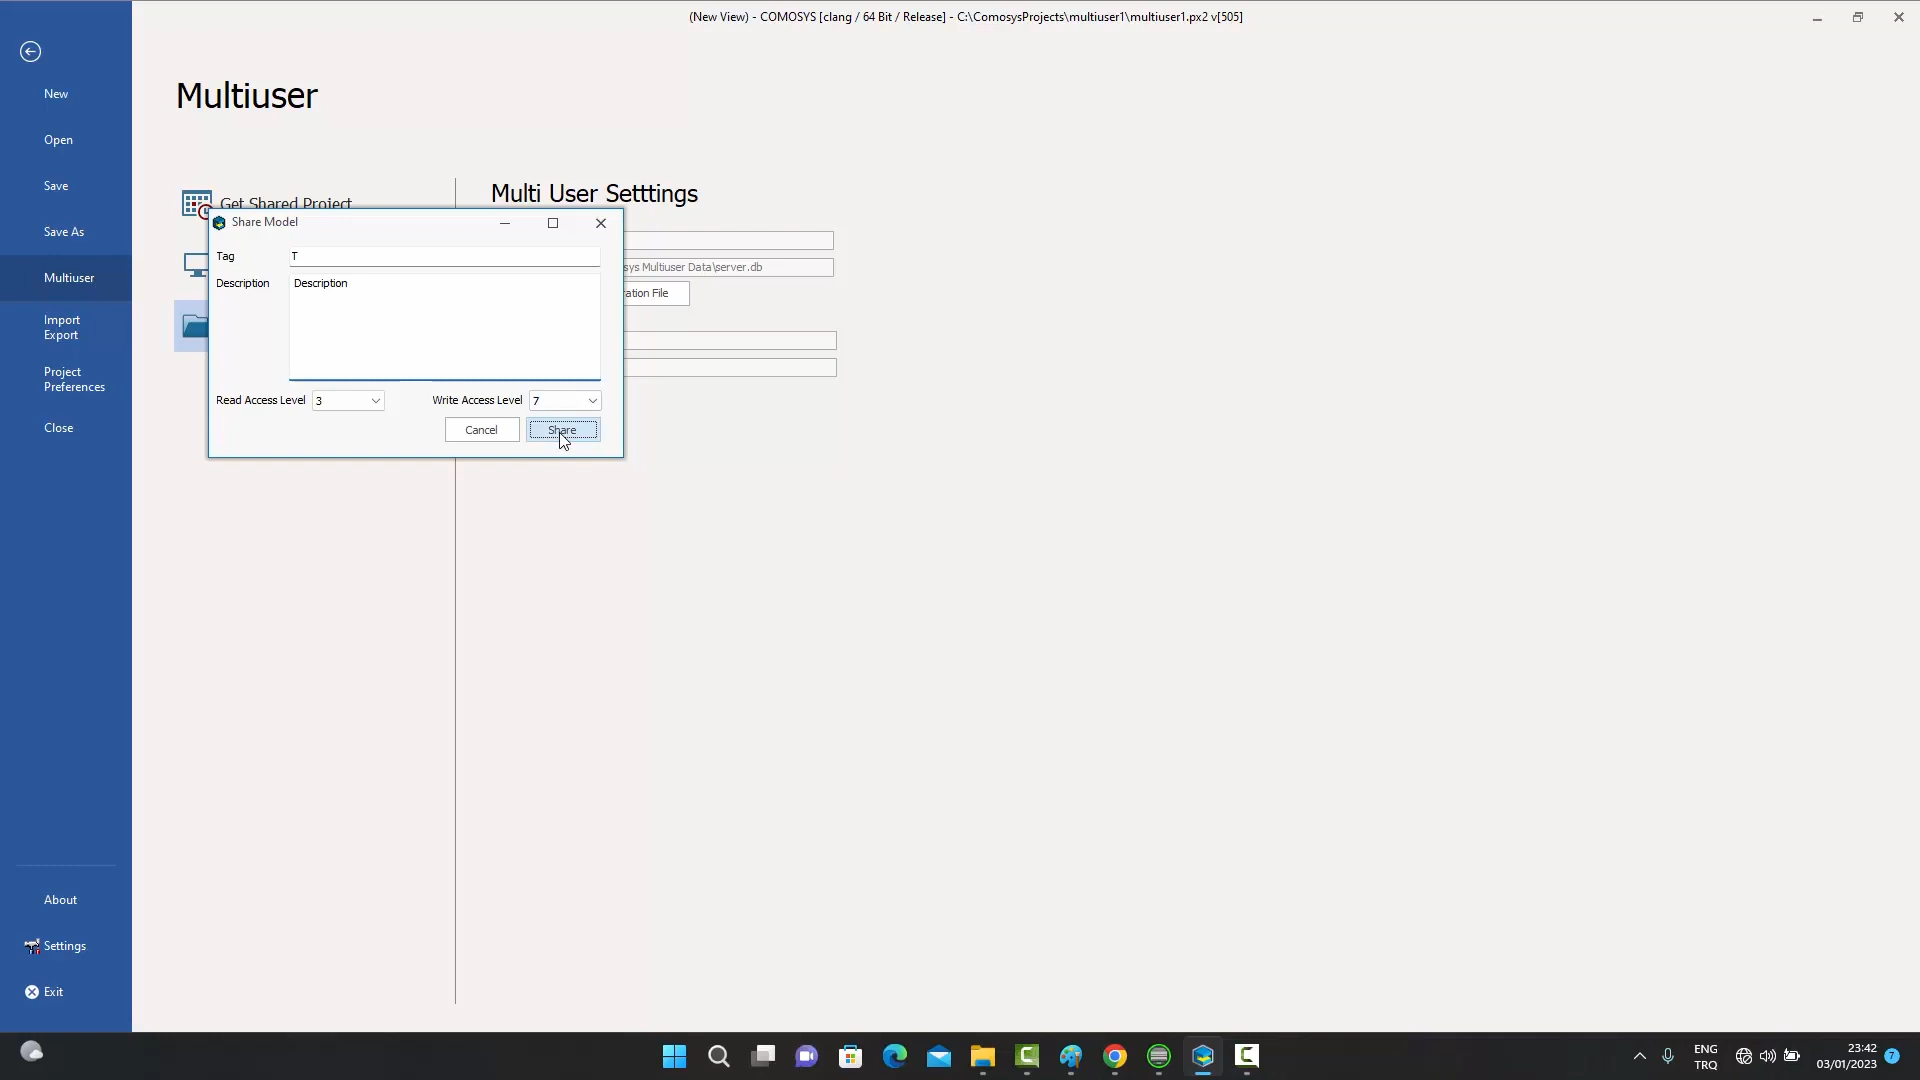 (New View) - COMOSYS [clang / 64 Bit / Release] - C:\ComosysProjects\multiuser1\multiuser1.px2 v[505]
New
Open
Save
Save As
Multiuser
Import
Export
Project
Preferences
Close
About
Settings
Exit
Multiuser
Get Shared Project
Multi User Setttings
sys Multiuser Data\server.db
ration File
Share Model
Tag
T
Description
Description
Read Access Level
3
Write Access Level
7
Cancel
Share
ENG
TRQ
23:42
03/01/2023
7